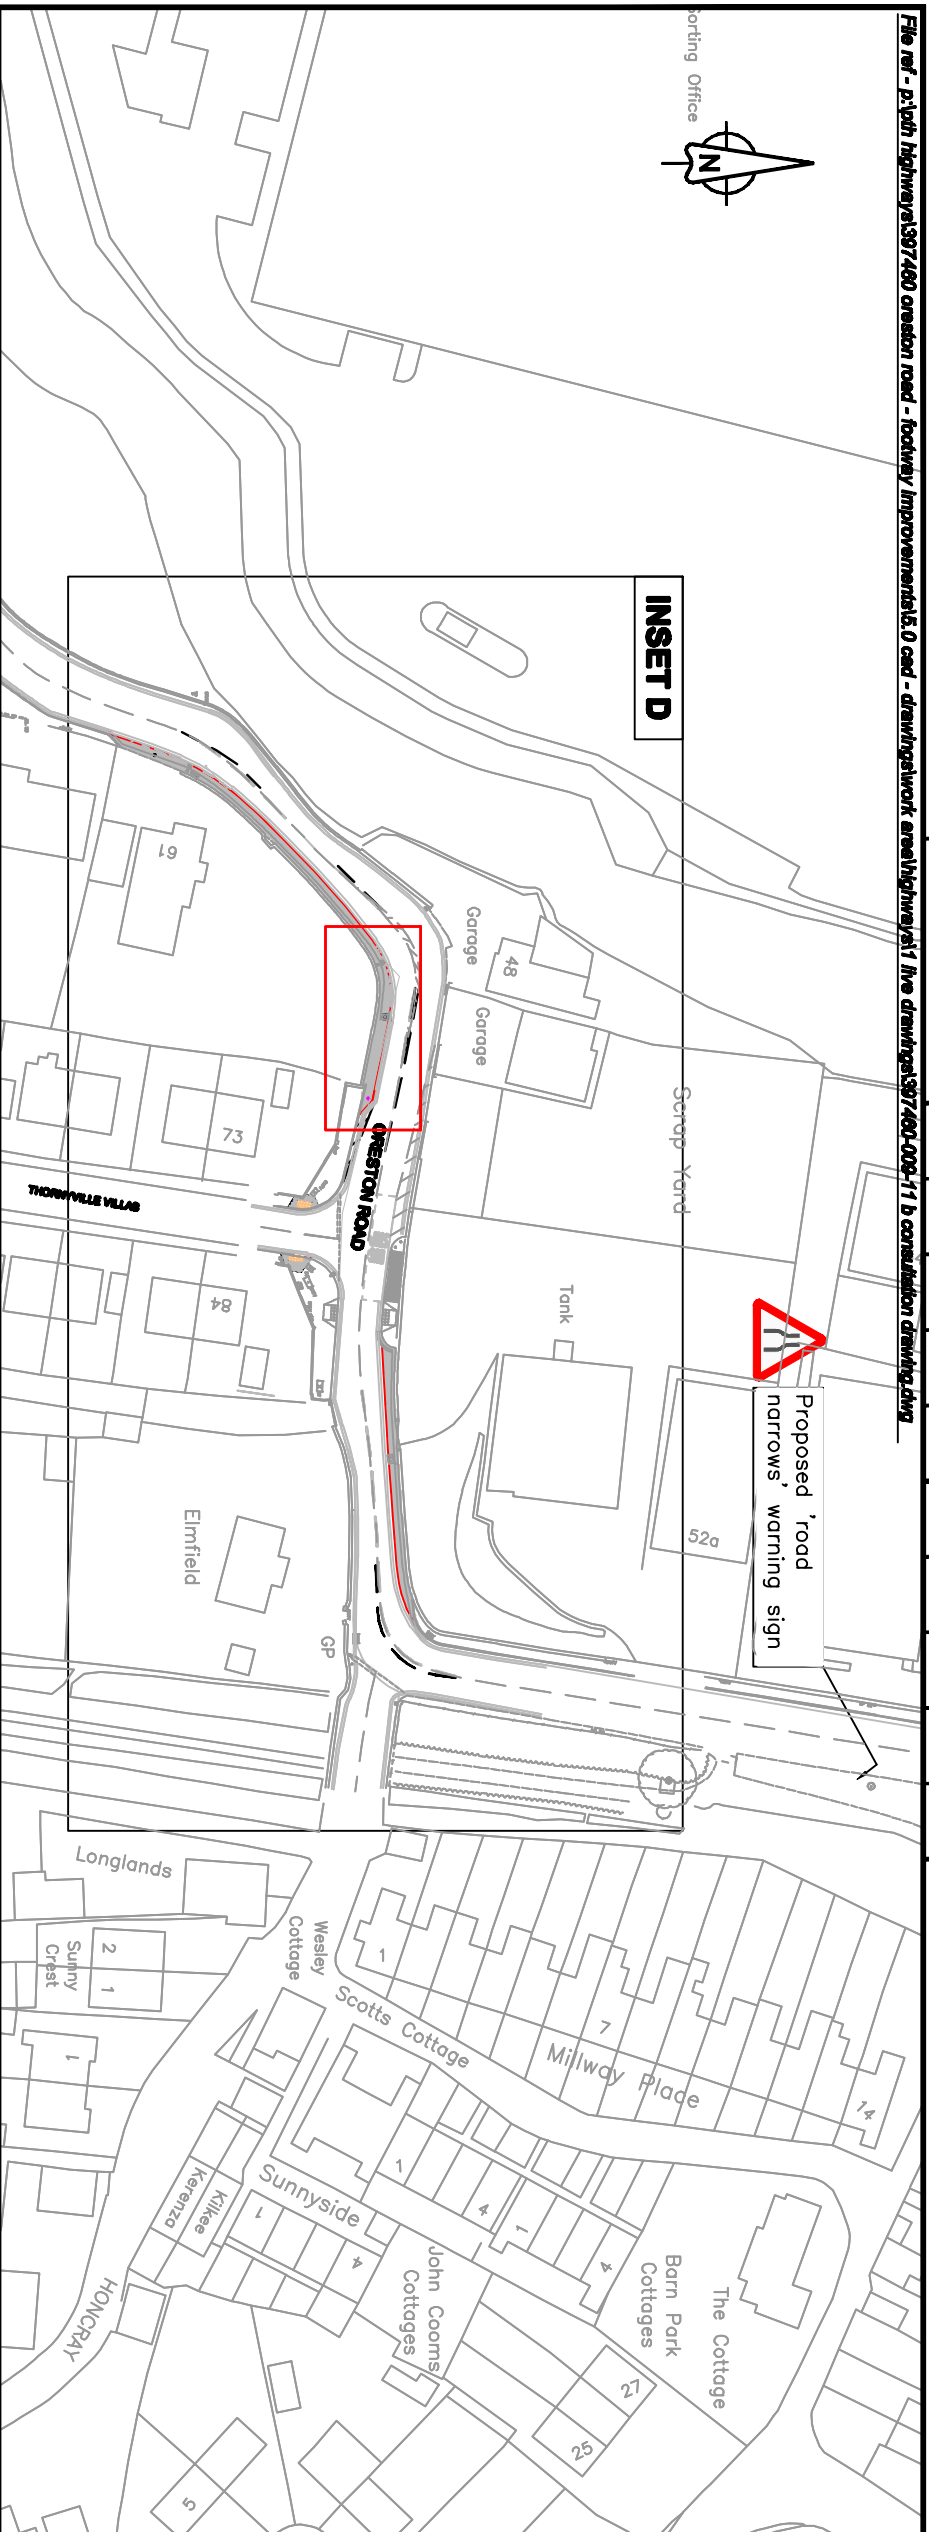 File ref - p:\pth highways\397460 oreston road - footway improvements\5.0 cad - drawings\work area\highways\1 live drawings\397460-009-11 b consultation drawing.dwg
orting Office
N
INSET D
Proposed 'road
narrows' warning sign
Scrap Yard
Garage
48
Garage
Tank
52a
61
73
ORESTON ROAD
THORNYVILLE VILLAS
84
Elmfield
GP
Longlands
2
1
Sunny
Crest
1
Wesley
Cottage
1
Scotts Cottage
7
Millway Place
14
1
Sunnyside
4
1
4
Kilkee
Kerenza
1
4
John Cooms
Cottages
Barn Park
Cottages
The Cottage
HONCRAY
27
25
5